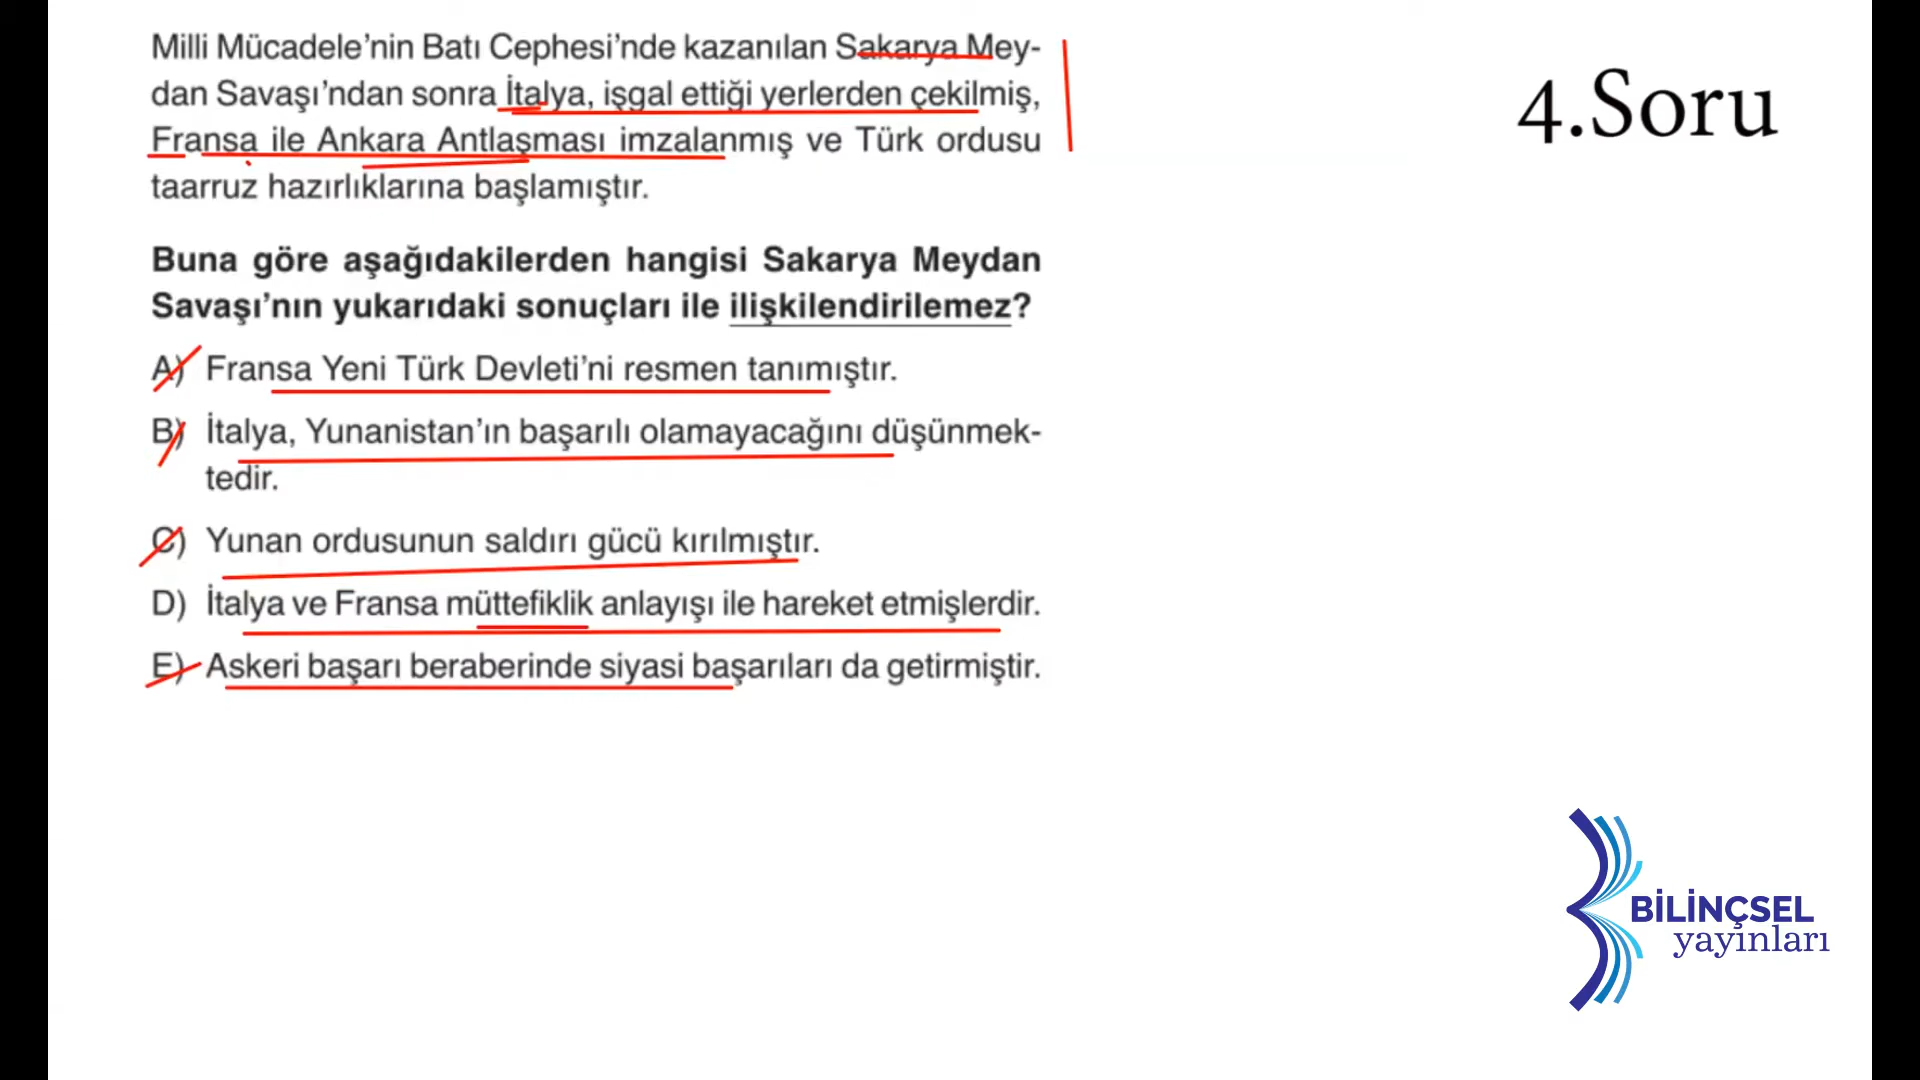 Milli Mücadele’nin Batı Cephesi’nde kazanılan Sakarya Mey-
dan Savaşı’ndan sonra İtalya, işgal ettiği yerlerden çekilmiş,
Fransa ile Ankara Antlaşması imzalanmış ve Türk ordusu
taarruz hazırlıklarına başlamıştır.
Buna göre aşağıdakilerden hangisi Sakarya Meydan
Savaşı’nın yukarıdaki sonuçları ile ilişkilendirilemez?
A) Fransa Yeni Türk Devleti’ni resmen tanımıştır.
B) İtalya, Yunanistan’ın başarılı olamayacağını düşünmek-
tedir.
C) Yunan ordusunun saldırı gücü kırılmıştır.
D) İtalya ve Fransa müttefiklik anlayışı ile hareket etmişlerdir.
E) Askeri başarı beraberinde siyasi başarıları da getirmiştir.
4.Soru
BİLİNÇSEL
yayınları